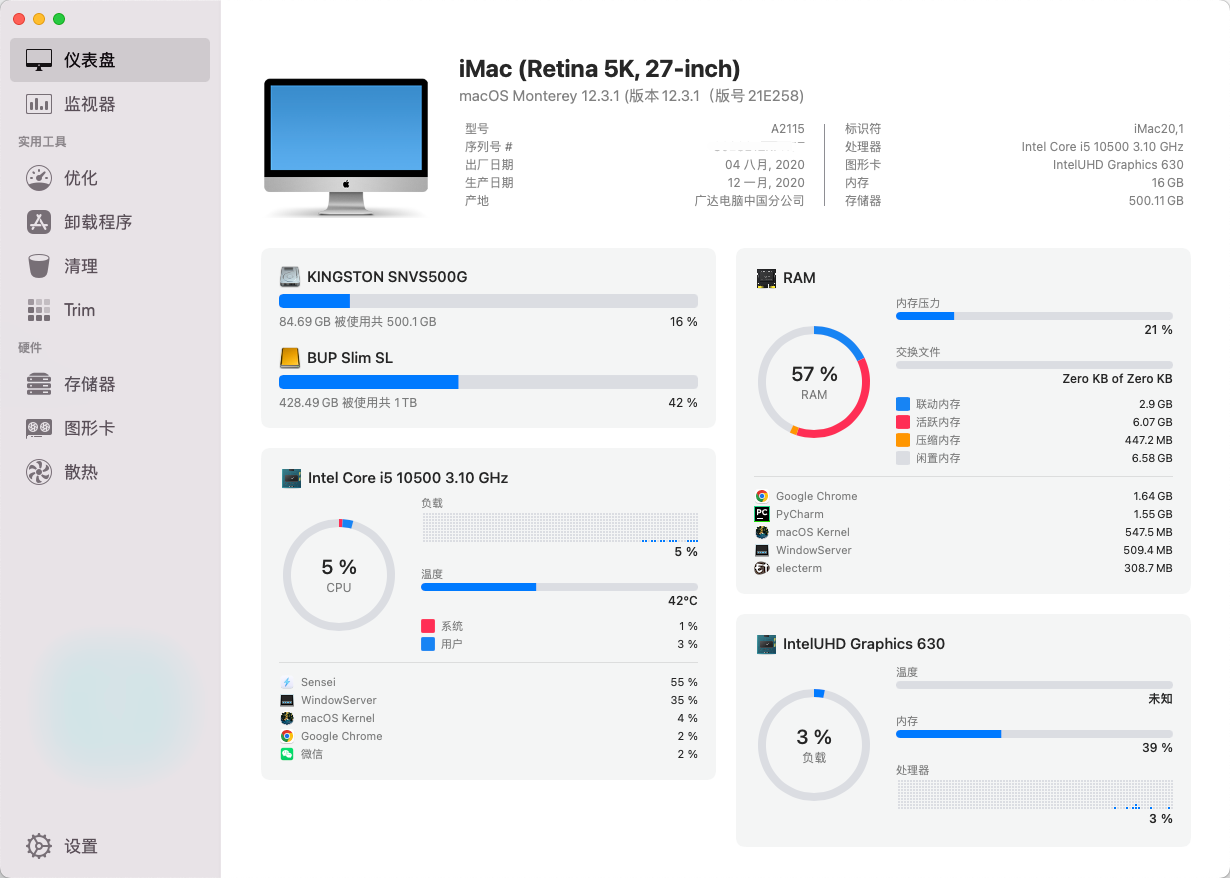 仪表盘
监视器
实用工具
优化
卸载程序
清理
Trim
硬件
存储器
图形卡
散热
设置
iMac (Retina 5K, 27-inch)
macOS Monterey 12.3.1 (版本 12.3.1（版号 21E258)
型号 A2115
序列号 #
出厂日期 04 八月, 2020
生产日期 12 一月, 2020
产地 广达电脑中国分公司
标识符 iMac20,1
处理器 Intel Core i5 10500 3.10 GHz
图形卡 IntelUHD Graphics 630
内存 16 GB
存储器 500.11 GB
KINGSTON SNVS500G
84.69 GB 被使用共 500.1 GB 16 %
BUP Slim SL
428.49 GB 被使用共 1 TB 42 %
Intel Core i5 10500 3.10 GHz
5 %
CPU
负载
5 %
温度
42°C
系统 1 %
用户 3 %
Sensei 55 %
WindowServer 35 %
macOS Kernel 4 %
Google Chrome 2 %
微信 2 %
RAM
57 %
RAM
内存压力
21 %
交换文件
Zero KB of Zero KB
联动内存 2.9 GB
活跃内存 6.07 GB
压缩内存 447.2 MB
闲置内存 6.58 GB
Google Chrome 1.64 GB
PC PyCharm 1.55 GB
macOS Kernel 547.5 MB
WindowServer 509.4 MB
electerm 308.7 MB
IntelUHD Graphics 630
3 %
负载
温度
未知
内存
39 %
处理器
3 %